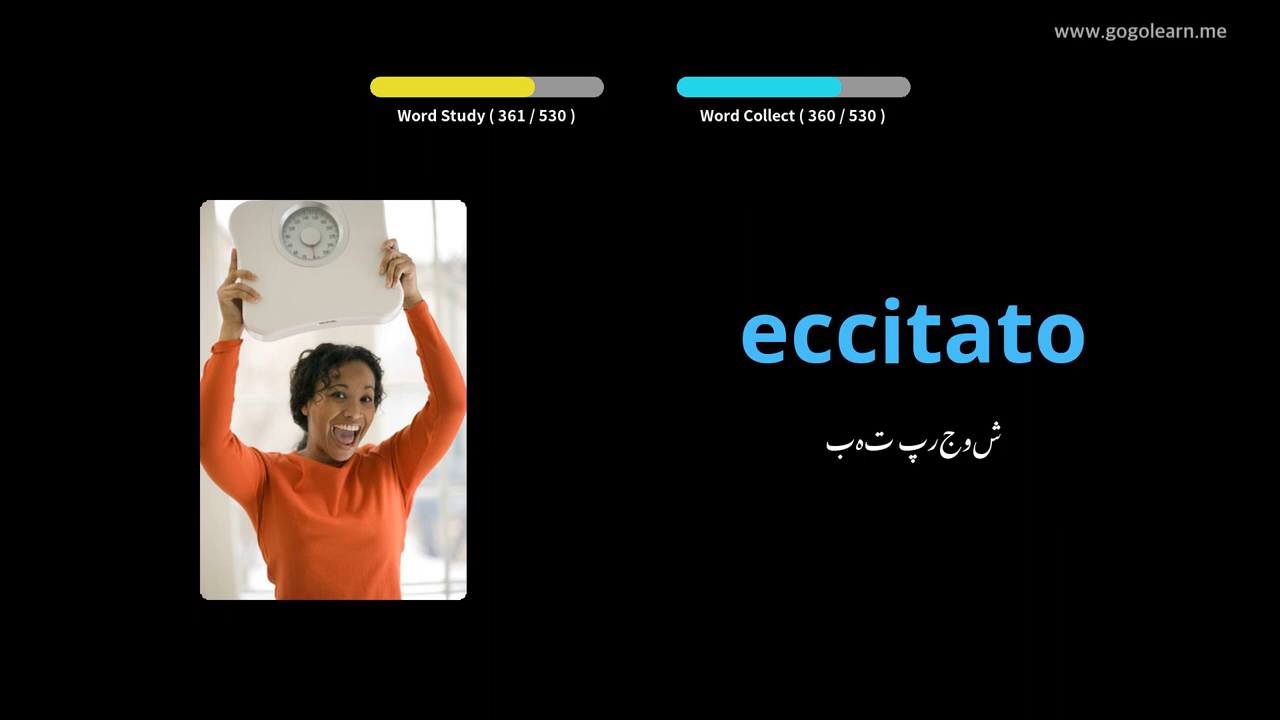 www.gogolearn.me
Word Study ( 361 / 530 )
Word Collect ( 360 / 530 )
eccitato
بہت پرجوش